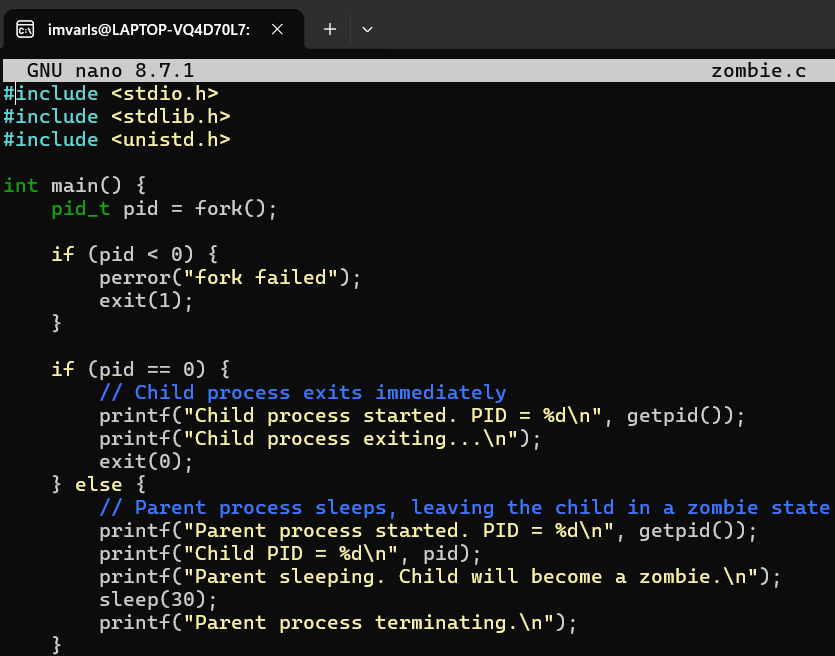 imvarls@LAPTOP-VQ4D70L7:
GNU nano 8.7.1 zombie.c
#include <stdio.h>
#include <stdlib.h>
#include <unistd.h>
int main() {
    pid_t pid = fork();
    if (pid < 0) {
        perror("fork failed");
        exit(1);
    }
    if (pid == 0) {
        // Child process exits immediately
        printf("Child process started. PID = %d\n", getpid());
        printf("Child process exiting...\n");
        exit(0);
    } else {
        // Parent process sleeps, leaving the child in a zombie state
        printf("Parent process started. PID = %d\n", getpid());
        printf("Child PID = %d\n", pid);
        printf("Parent sleeping. Child will become a zombie.\n");
        sleep(30);
        printf("Parent process terminating.\n");
    }